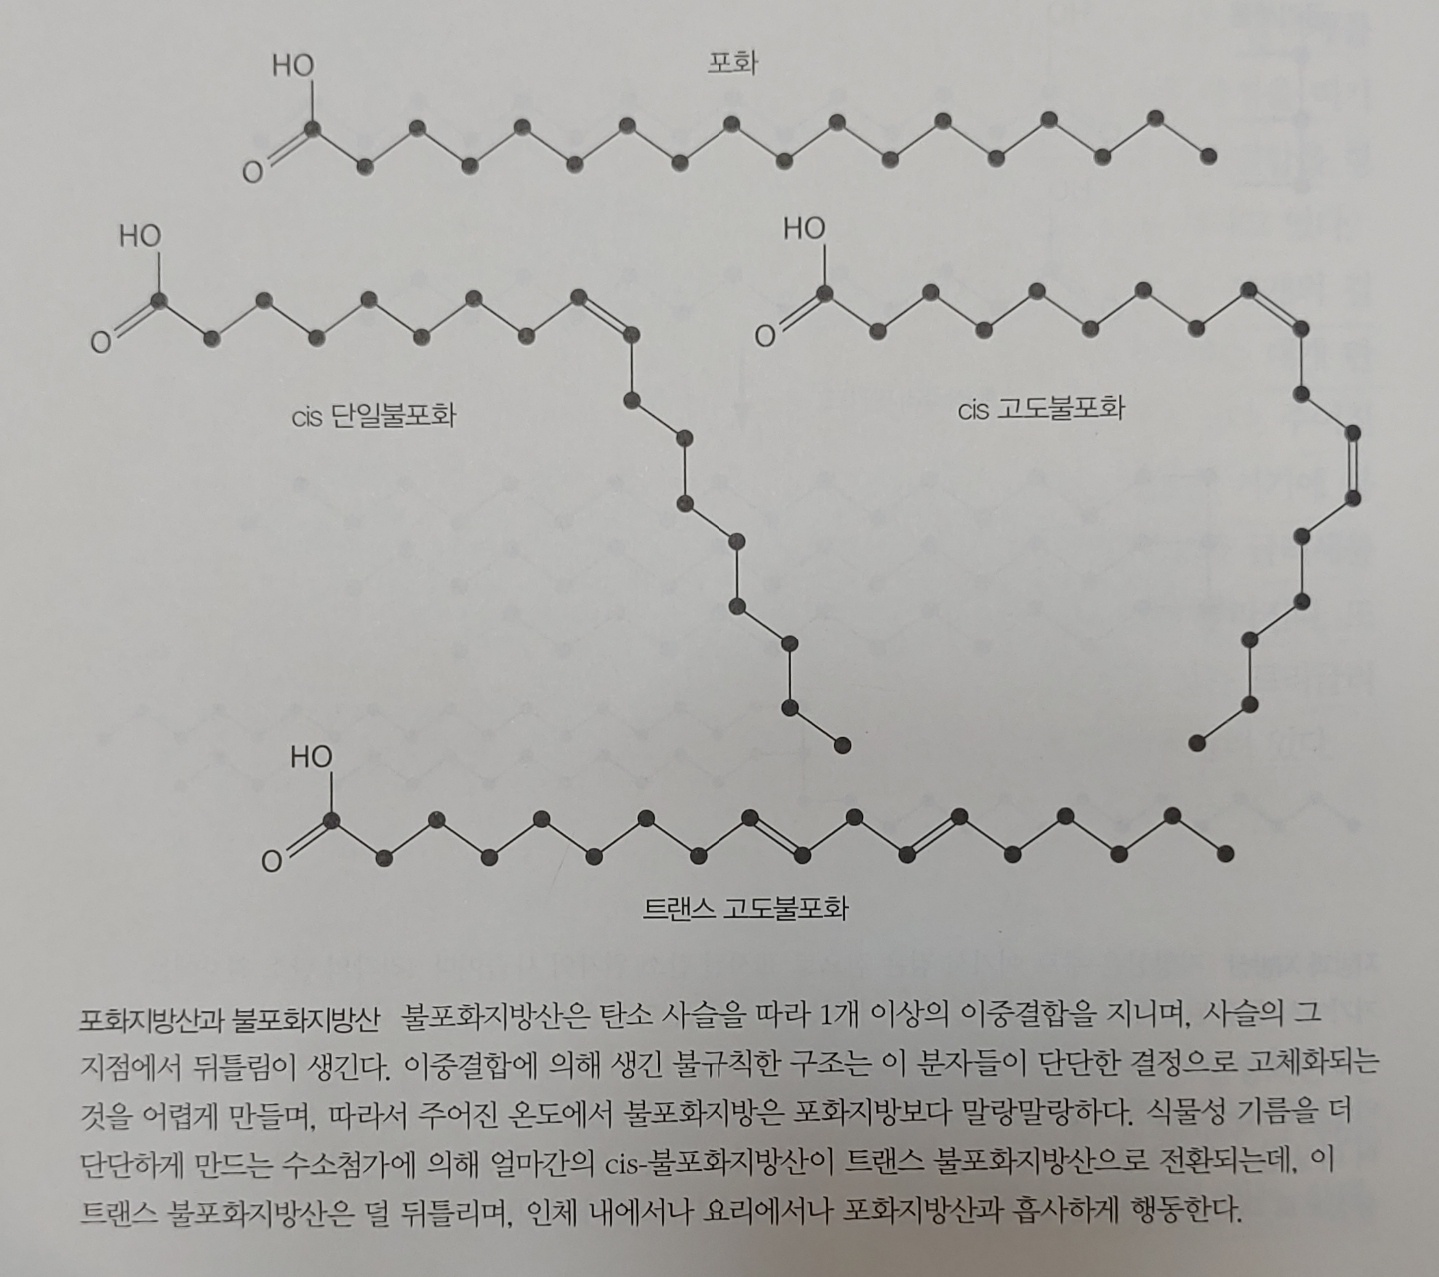 HO
포화
O
HO
HO
O
O
cis 단일불포화
cis 고도불포화
HO
O
트랜스 고도불포화
포화지방산과 불포화지방산 불포화지방산은 탄소 사슬을 따라 1개 이상의 이중결합을 지니며, 사슬의 그
지점에서 뒤틀림이 생긴다. 이중결합에 의해 생긴 불규칙한 구조는 이 분자들이 단단한 결정으로 고체화되는
것을 어렵게 만들며, 따라서 주어진 온도에서 불포화지방은 포화지방보다 말랑말랑하다. 식물성 기름을 더
단단하게 만드는 수소첨가에 의해 얼마간의 cis-불포화지방산이 트랜스 불포화지방산으로 전환되는데, 이
트랜스 불포화지방산은 덜 뒤틀리며, 인체 내에서나 요리에서나 포화지방산과 흡사하게 행동한다.